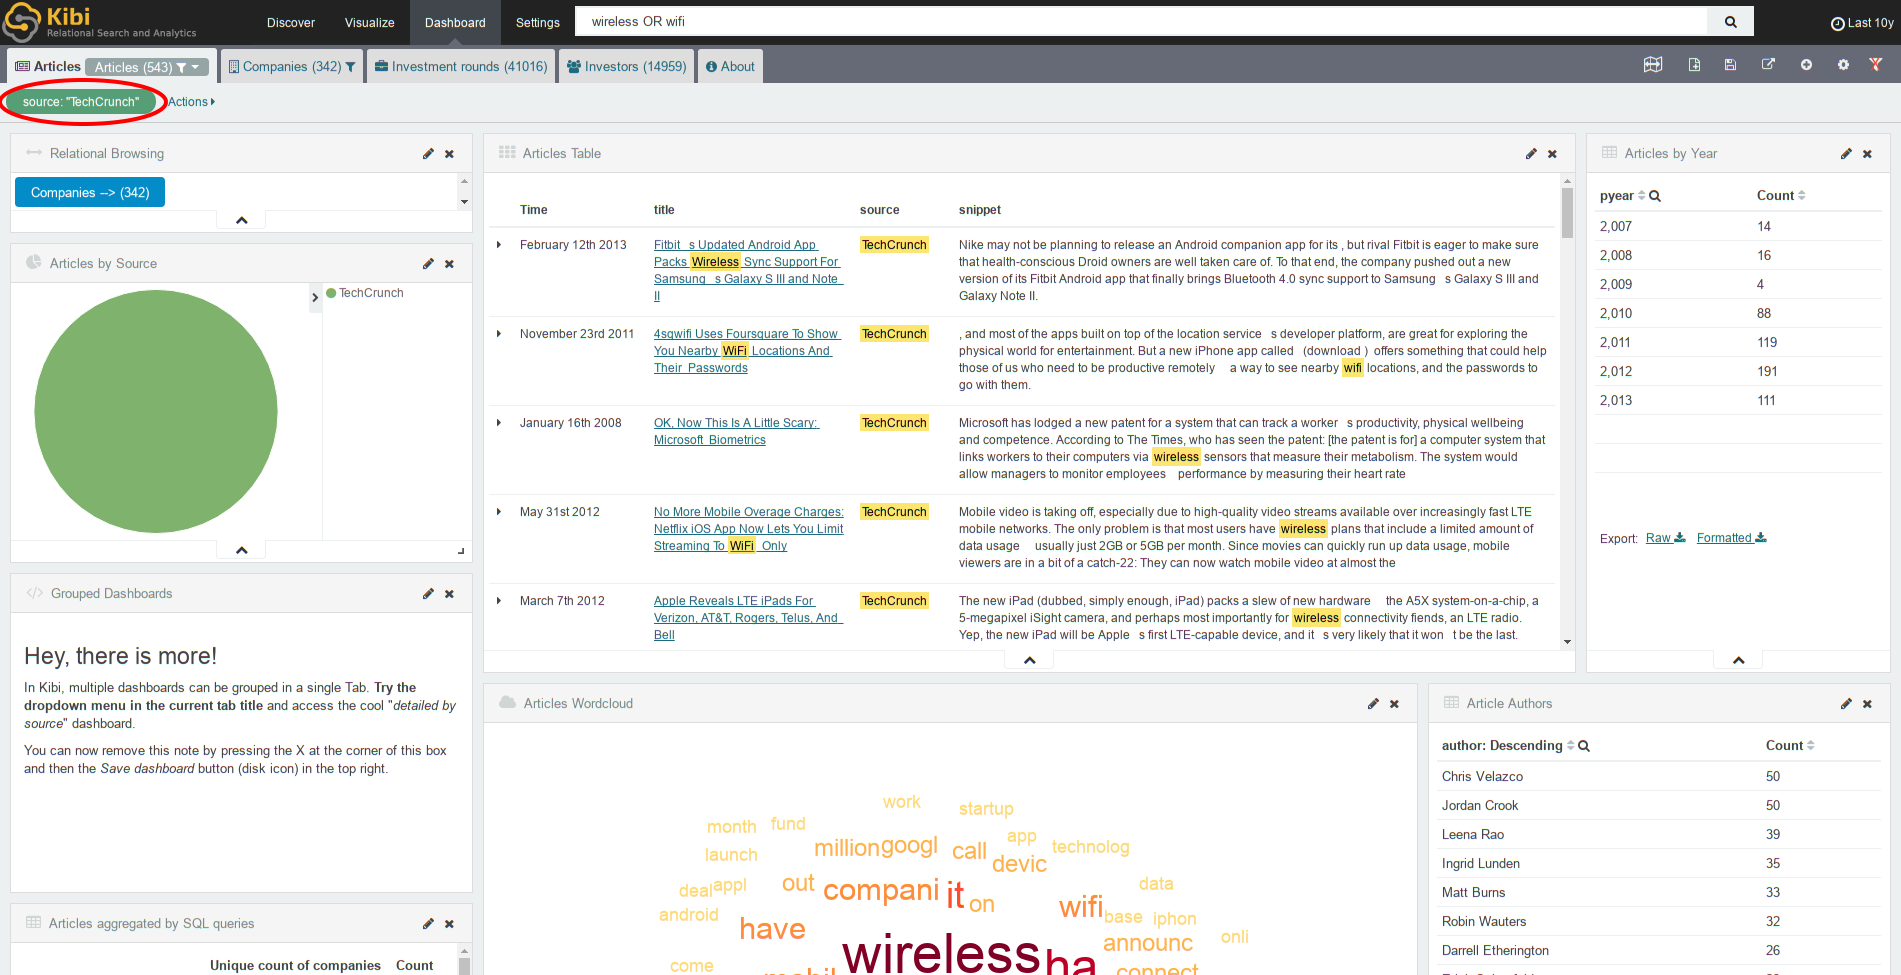 Kibi
Relational Search and Analytics
Discover
Visualize
Dashboard
Settings
wireless OR wifi
Last 10y
Articles
Articles (543)
Companies (342)
Investment rounds (41016)
Investors (14959)
About
source: "TechCrunch"
Actions
Relational Browsing
Companies --> (342)
Articles by Source
TechCrunch
Grouped Dashboards
Hey, there is more!
In Kibi, multiple dashboards can be grouped in a single Tab. Try the
dropdown menu in the current tab title and access the cool "detailed by
source" dashboard.
You can now remove this note by pressing the X at the corner of this box
and then the Save dashboard button (disk icon) in the top right.
Articles aggregated by SQL queries
Unique count of companies Count
Articles Table
Time title source snippet
February 12th 2013
Fitbit s Updated Android App
Packs Wireless Sync Support For
Samsung s Galaxy S III and Note
II
TechCrunch
Nike may not be planning to release an Android companion app for its , but rival Fitbit is eager to make sure
that health-conscious Droid owners are well taken care of. To that end, the company pushed out a new
version of its Fitbit Android app that finally brings Bluetooth 4.0 sync support to Samsung s Galaxy S III and
Galaxy Note II.
November 23rd 2011
4sqwifi Uses Foursquare To Show
You Nearby WiFi Locations And
Their Passwords
TechCrunch
, and most of the apps built on top of the location service s developer platform, are great for exploring the
physical world for entertainment. But a new iPhone app called (download ) offers something that could help
those of us who need to be productive remotely a way to see nearby wifi locations, and the passwords to
go with them.
January 16th 2008
OK, Now This Is A Little Scary:
Microsoft Biometrics
TechCrunch
Microsoft has lodged a new patent for a system that can track a worker s productivity, physical wellbeing
and competence. According to The Times, who has seen the patent: [the patent is for] a computer system that
links workers to their computers via wireless sensors that measure their metabolism. The system would
allow managers to monitor employees performance by measuring their heart rate
May 31st 2012
No More Mobile Overage Charges:
Netflix iOS App Now Lets You Limit
Streaming To WiFi Only
TechCrunch
Mobile video is taking off, especially due to high-quality video streams available over increasingly fast LTE
mobile networks. The only problem is that most users have wireless plans that include a limited amount of
data usage usually just 2GB or 5GB per month. Since movies can quickly run up data usage, mobile
viewers are in a bit of a catch-22: They can now watch mobile video at almost the
March 7th 2012
Apple Reveals LTE iPads For
Verizon, AT&T, Rogers, Telus, And
Bell
TechCrunch
The new iPad (dubbed, simply enough, iPad) packs a slew of new hardware the A5X system-on-a-chip, a
5-megapixel iSight camera, and perhaps most importantly for wireless connectivity fiends, an LTE radio.
Yep, the new iPad will be Apple s first LTE-capable device, and it s very likely that it won t be the last.
Articles by Year
pyear Count
2,007 14
2,008 16
2,009 4
2,010 88
2,011 119
2,012 191
2,013 111
Export: Raw Formatted
Articles Wordcloud
work
startup
month
fund
app
million
googl
call
technolog
launch
devic
deal
appl
out
compani
it
on
data
android
wifi
base
iphon
have
announc
onli
wireless
ha
come
connect
Article Authors
author: Descending Count
Chris Velazco 50
Jordan Crook 50
Leena Rao 39
Ingrid Lunden 35
Matt Burns 33
Robin Wauters 32
Darrell Etherington 26